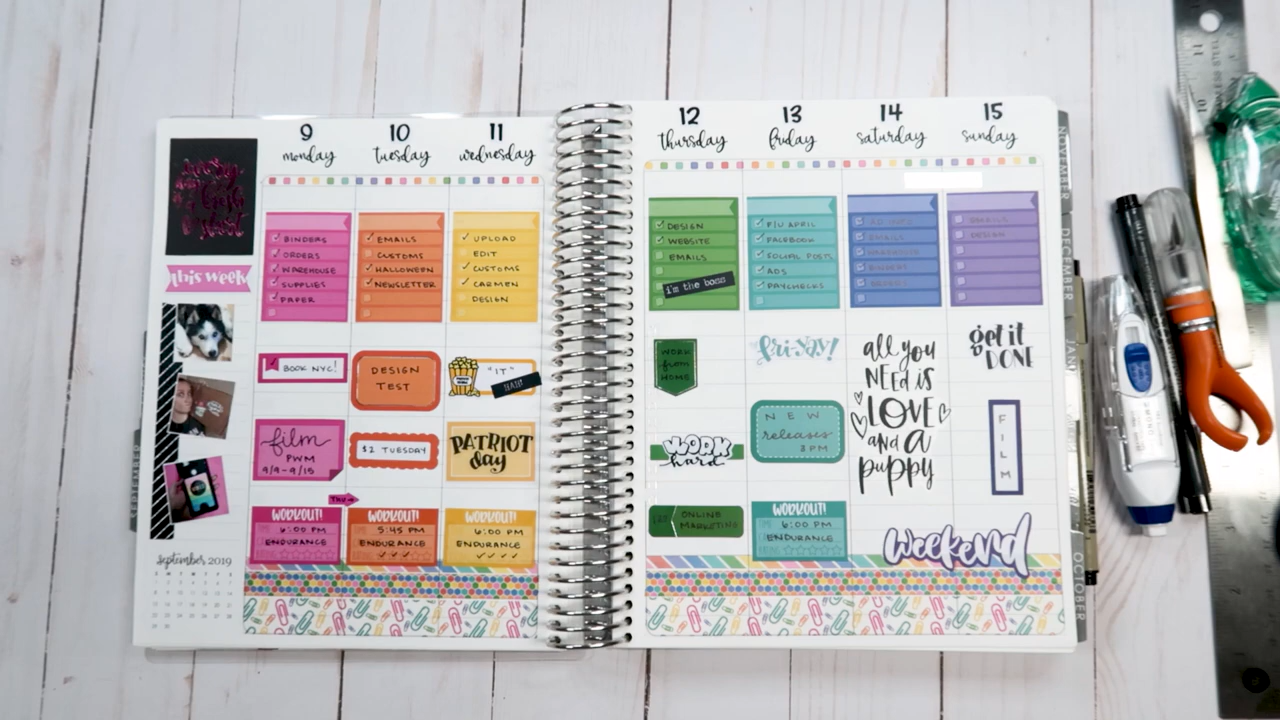 9
monday
10
tuesday
11
wednesday
this week
BINDERS
ORDERS
WAREHOUSE
SUPPLIES
PAPER
EMAILS
CUSTOMS
HALLOWEEN
NEWSLETTER
UPLOAD
EDIT
CUSTOMS
CARMEN
DESIGN
BOOK NYC!
DESIGN
TEST
"IT"
film
PWM
9/9-9/15
$2 TUESDAY
PATRIOT
day
THU
WORKOUT!
6:00 PM
ENDURANCE
WORKOUT!
5:45 PM
ENDURANCE
WORKOUT!
6:00 PM
ENDURANCE
september 2019
12
thursday
13
friday
14
saturday
15
sunday
DESIGN
WEBSITE
EMAILS
i'm the boss
F/U APRIL
FACEBOOK
SOCIAL POSTS
ADS
PAYCHECKS
EMAILS
EMAILS
DESIGN
WORK
from
HOME
fri-yay!
all you
NEED is
LOVE
and a
puppy
get it
DONE
WORK
hard
NEW
releases
3PM
FILM
ONLINE
MARKETING
WORKOUT!
6:00 PM
ENDURANCE
weekend
NOVEMBER
DECEMBER
OCTOBER